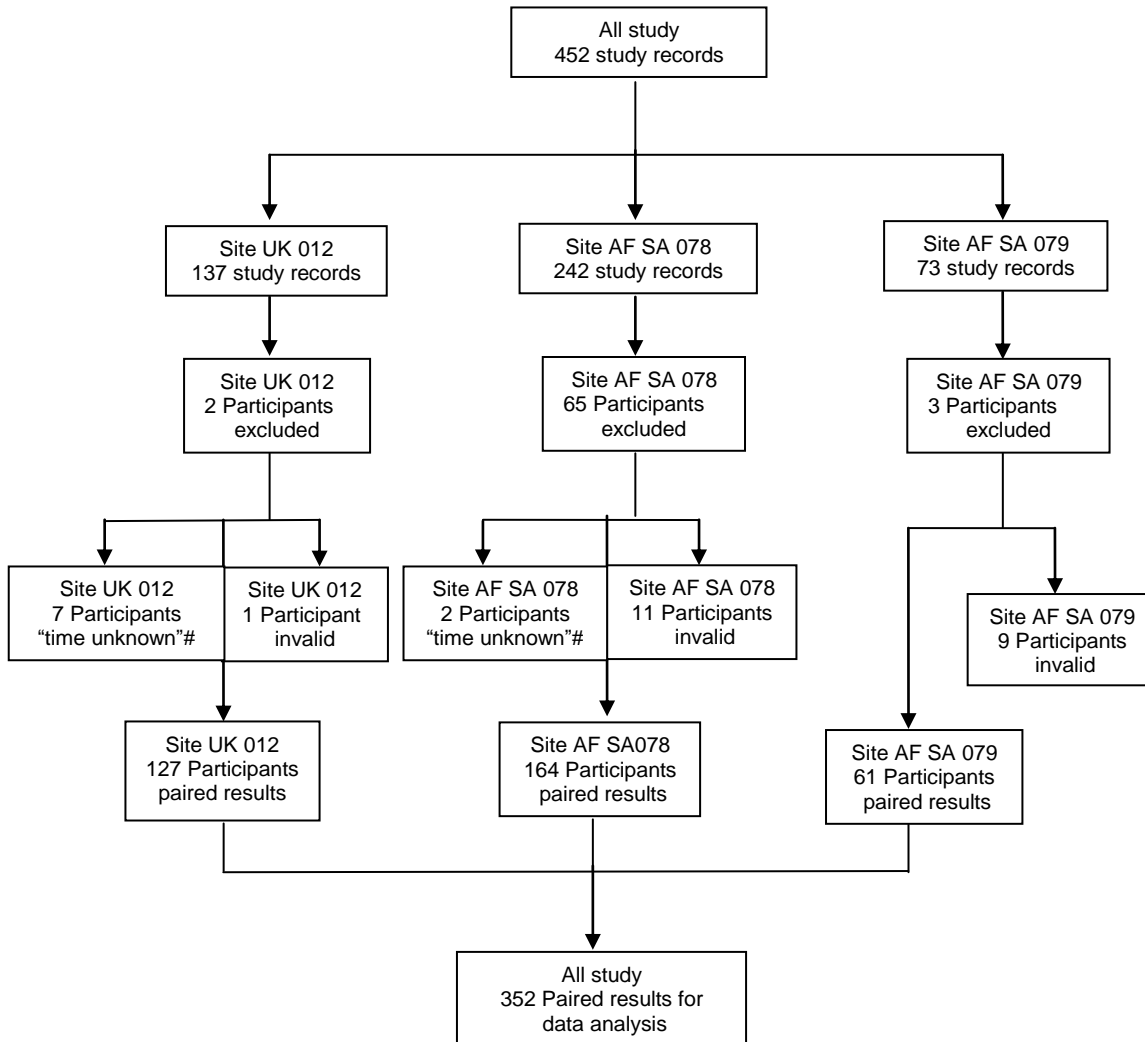 All study
452 study records
Site UK 012
137 study records
Site AF SA 078
242 study records
Site AF SA 079
73 study records
Site UK 012
2 Participants
excluded
Site AF SA 078
65 Participants
excluded
Site AF SA 079
3 Participants
excluded
Site UK 012
7 Participants
“time unknown”#
Site UK 012
1 Participant
invalid
Site AF SA 078
2 Participants
“time unknown”#
Site AF SA 078
11 Participants
invalid
Site AF SA 079
9 Participants
invalid
Site UK 012
127 Participants
paired results
Site AF SA078
164 Participants
paired results
Site AF SA 079
61 Participants
paired results
All study
352 Paired results for
data analysis